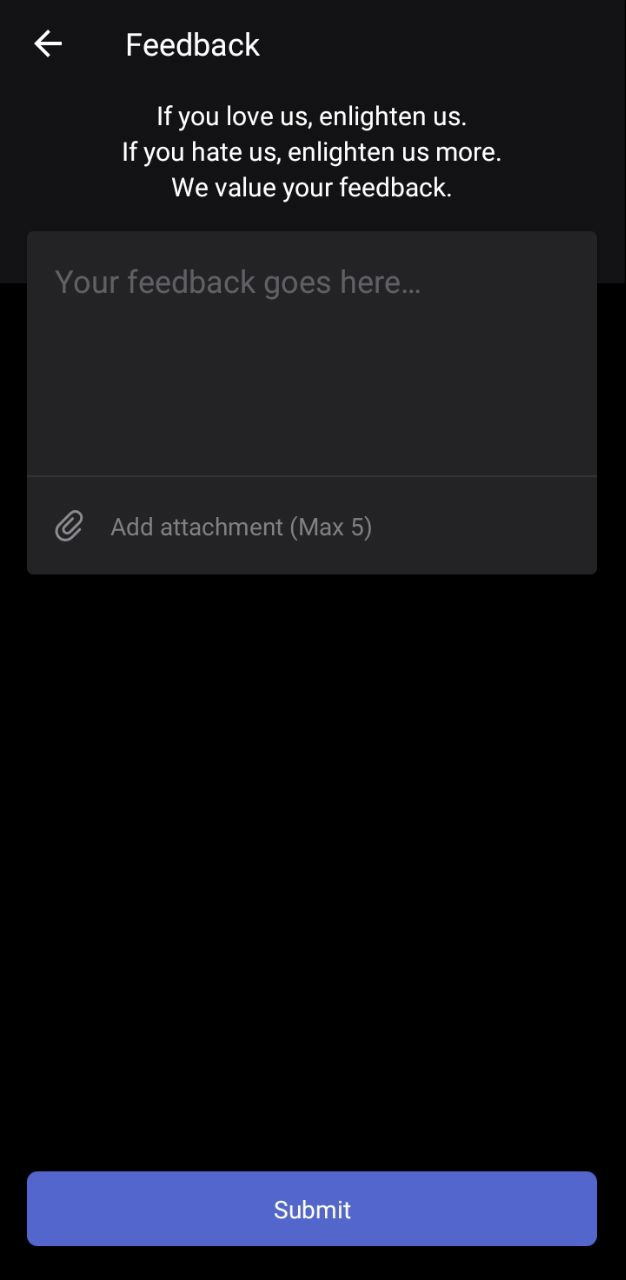 Feedback
If you love us, enlighten us.
If you hate us, enlighten us more.
We value your feedback.
Your feedback goes here...
Add attachment (Max 5)
Submit